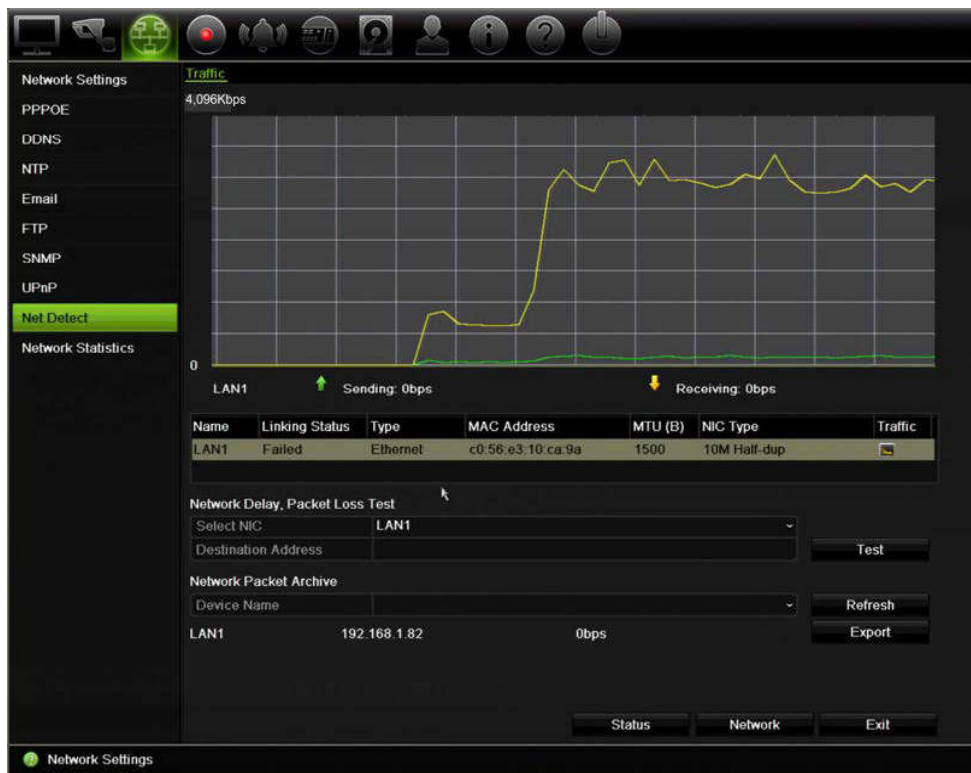 Network Settings
PPPOE
DDNS
NTP
Email
FTP
SNMP
UPnP
Net Detect
Network Statistics
Traffic
4,096Kbps
0
LAN1 Sending: 0bps Receiving: 0bps
Name Linking Status Type MAC Address MTU (B) NIC Type Traffic
LAN1 Failed Ethernet c0:56:e3:10:ca:9a 1500 10M Half-dup
Network Delay, Packet Loss Test
Select NIC LAN1
Destination Address Test
Network Packet Archive
Device Name Refresh
LAN1 192.168.1.82 0bps Export
Status Network Exit
? Network Settings